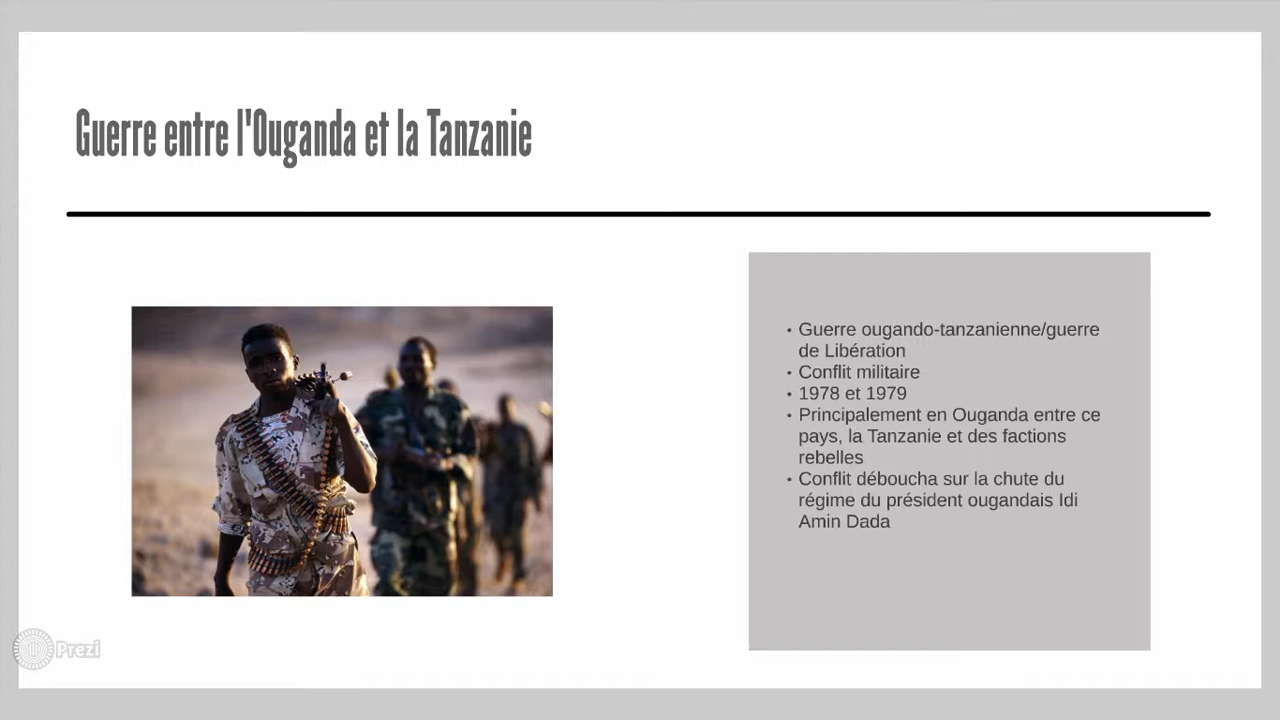 Guerre entre l'Ouganda et la Tanzanie
• Guerre ougando-tanzanienne/guerre
de Libération
• Conflit militaire
• 1978 et 1979
• Principalement en Ouganda entre ce
pays, la Tanzanie et des factions
rebelles
• Conflit déboucha sur la chute du
régime du président ougandais Idi
Amin Dada
Prezi